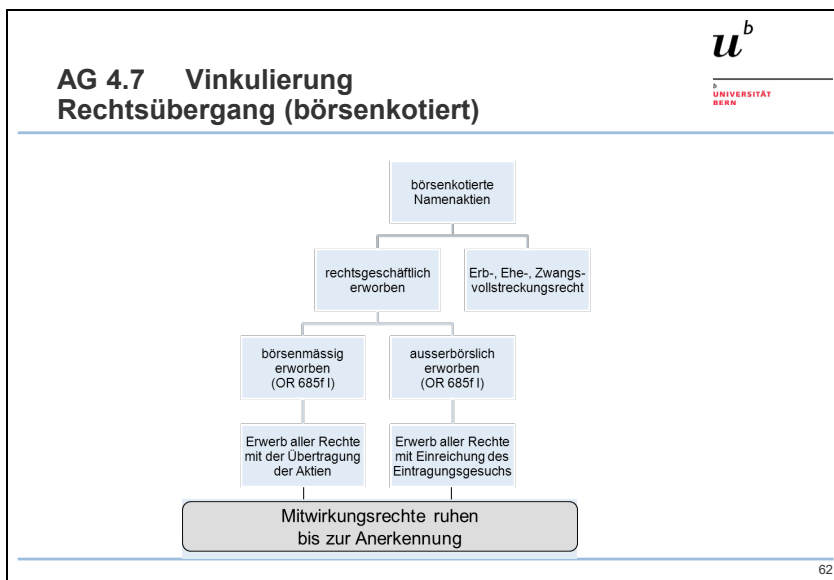 u^b
b
UNIVERSITÄT
BERN
AG 4.7 Vinkulierung
Rechtsübergang (börsenkotiert)
börsenkotierte
Namenaktien
rechtsgeschäftlich
erworben
Erb-, Ehe-, Zwangs-
vollstreckungsrecht
börsenmässig
erworben
(OR 685f I)
ausserbörslich
erworben
(OR 685f I)
Erwerb aller Rechte
mit der Übertragung
der Aktien
Erwerb aller Rechte
mit Einreichung des
Eintragungsgesuchs
Mitwirkungsrechte ruhen
bis zur Anerkennung
62